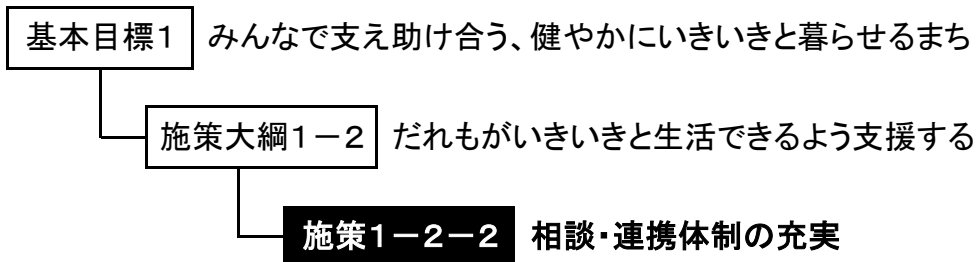 基本目標1 みんなで支え助け合う、健やかにいきいきと暮らせるまち
施策大綱1－2 だれもがいきいきと生活できるよう支援する
施策1－2－2 相談・連携体制の充実